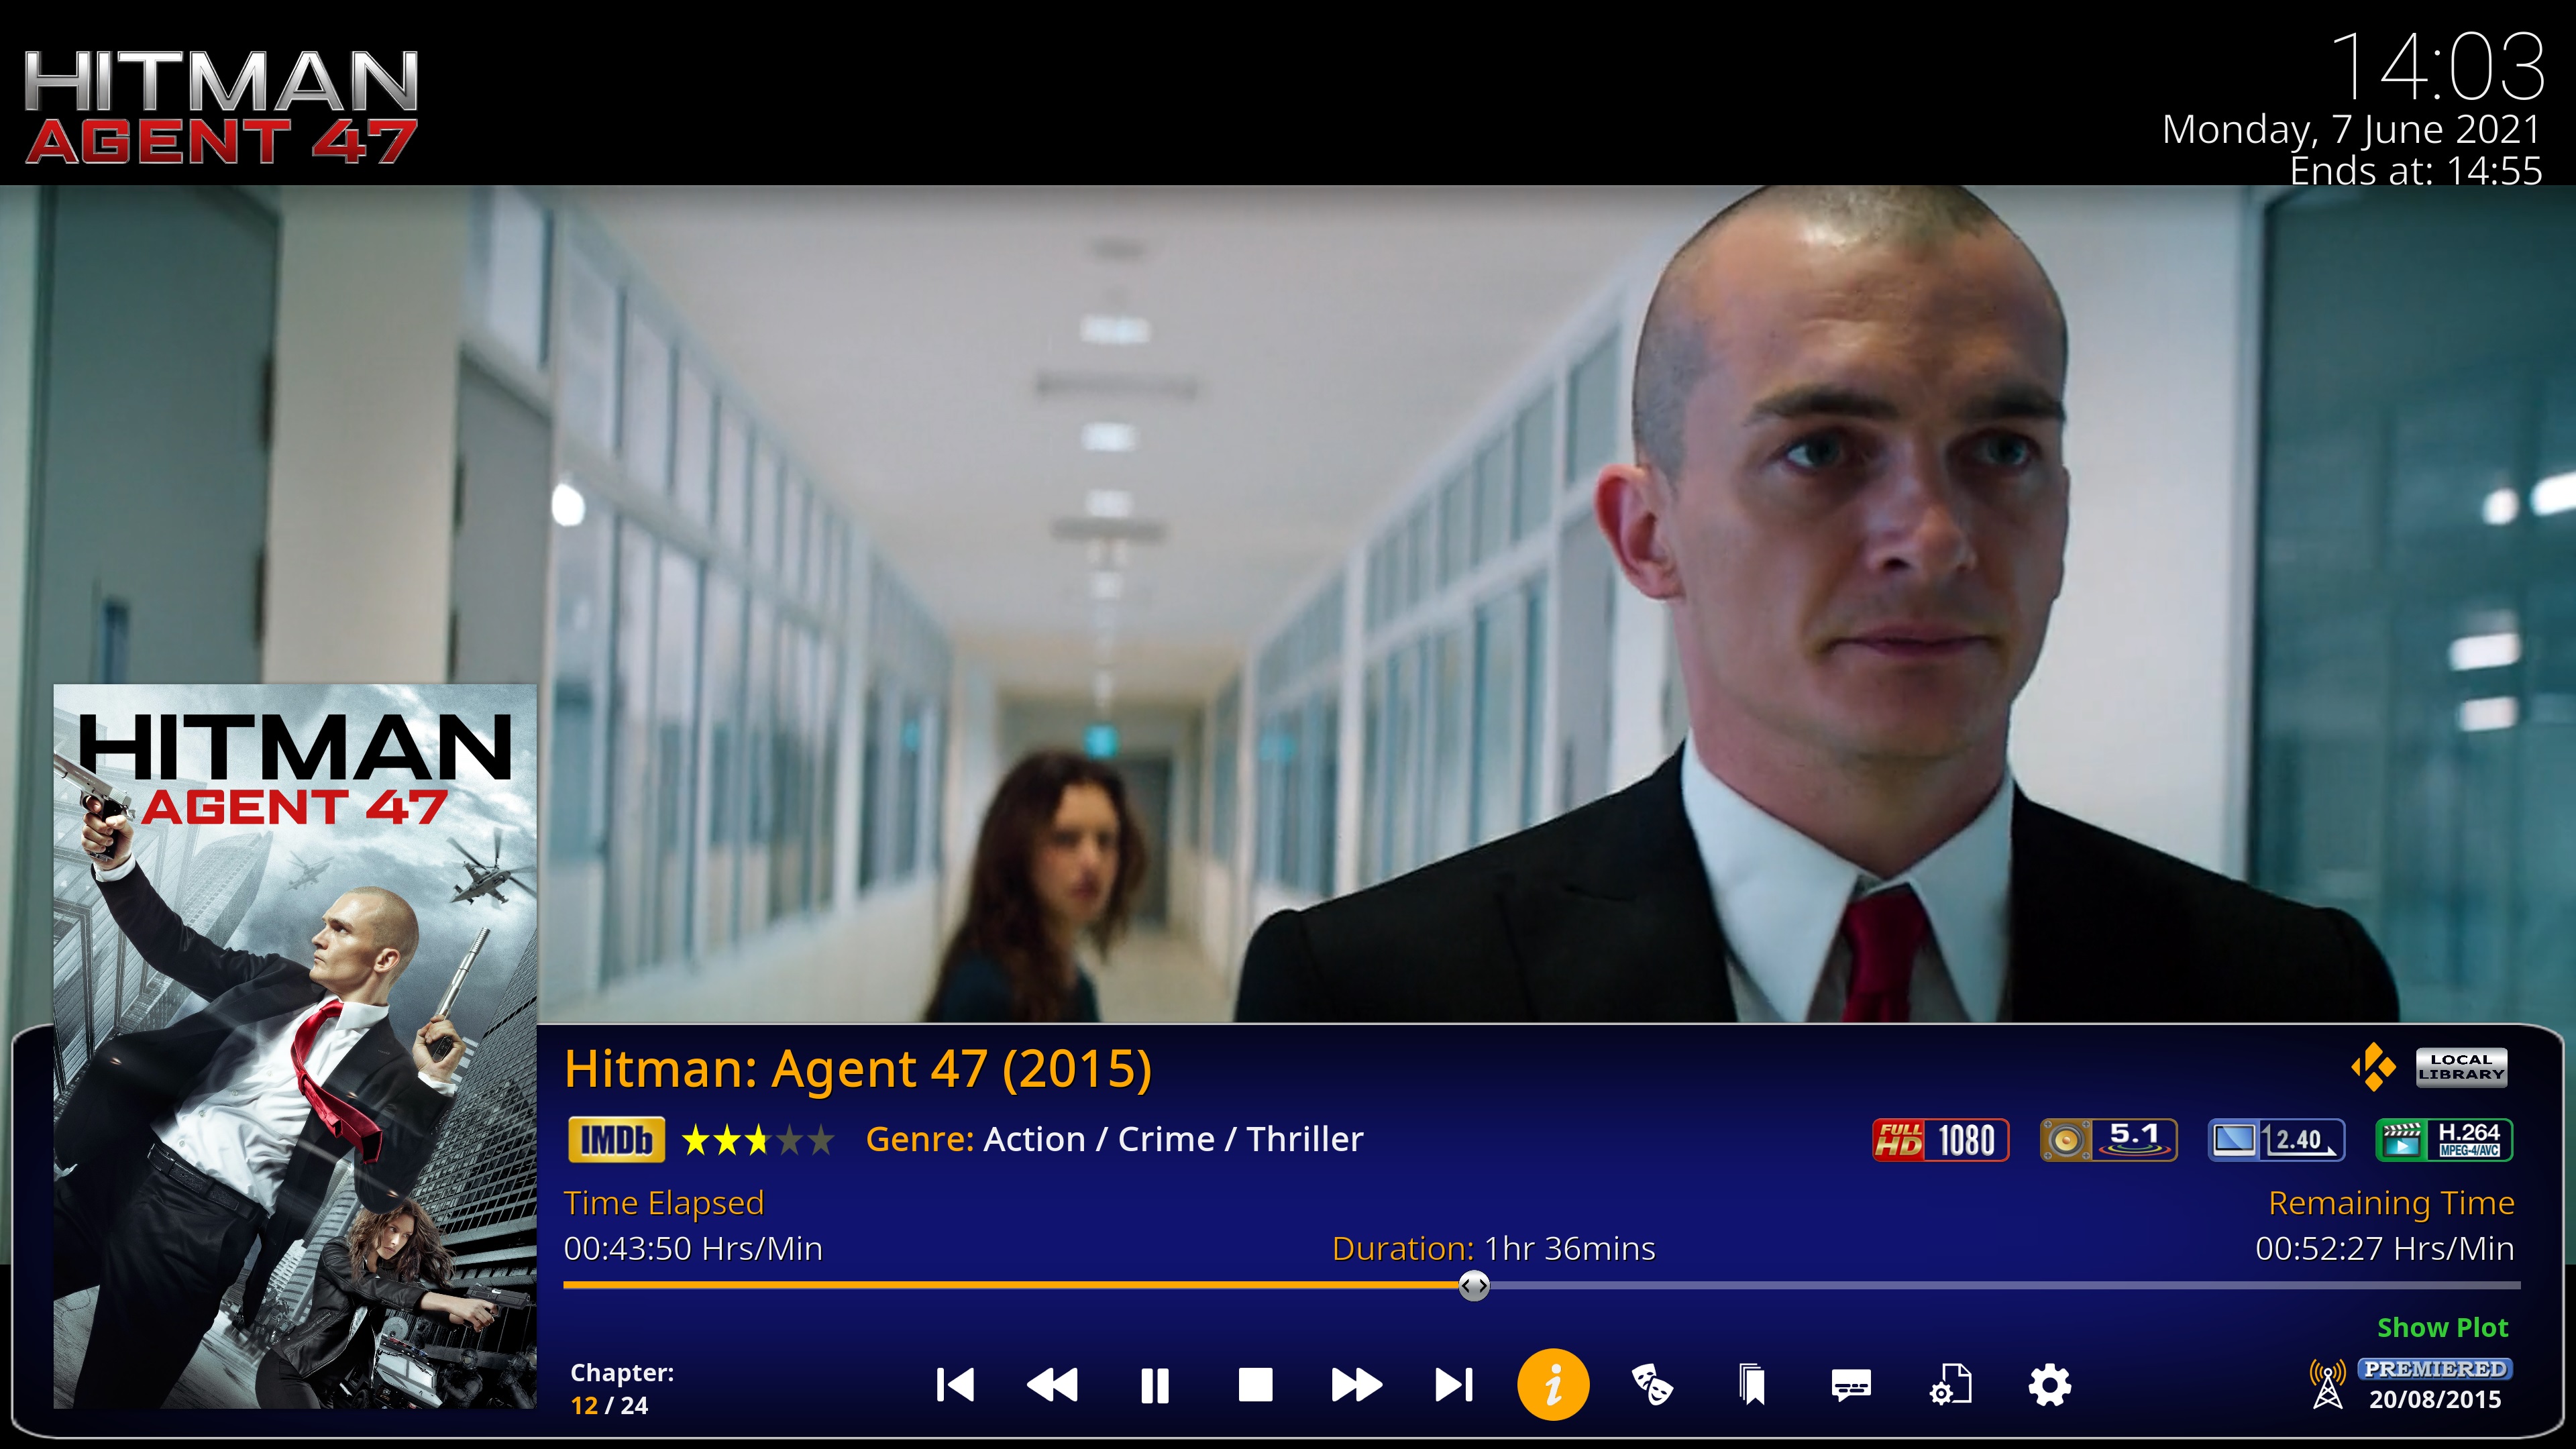 HITMAN
AGENT 47
14:03
Monday, 7 June 2021
Ends at: 14:55
HITMAN
AGENT 47
Hitman: Agent 47 (2015)
LOCAL
LIBRARY
IMDb
Genre: Action / Crime / Thriller
FULL
HD
1080
5.1
2.40
H.264
MPEG-4/AVC
Time Elapsed
Remaining Time
00:43:50 Hrs/Min
Duration: 1hr 36mins
00:52:27 Hrs/Min
Show Plot
Chapter:
12 / 24
i
PREMIERED
20/08/2015